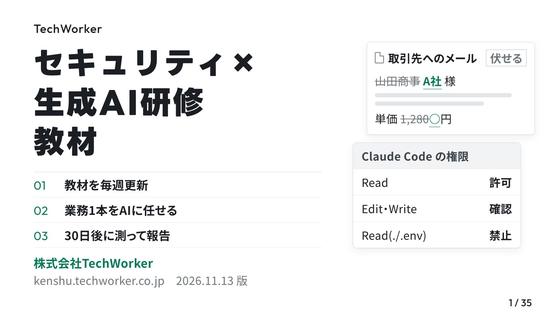 TechWorker
セキュリティ×
生成AI研修
教材
01 教材を毎週更新
02 業務1本をAIに任せる
03 30日後に測って報告
株式会社TechWorker
kenshu.techworker.co.jp 2026.11.13 版
取引先へのメール 伏せる
山田商事 A社 様
単価 1,280〇円
Claude Code の権限
Read 許可
Edit・Write 確認
Read(./.env) 禁止
1 / 35